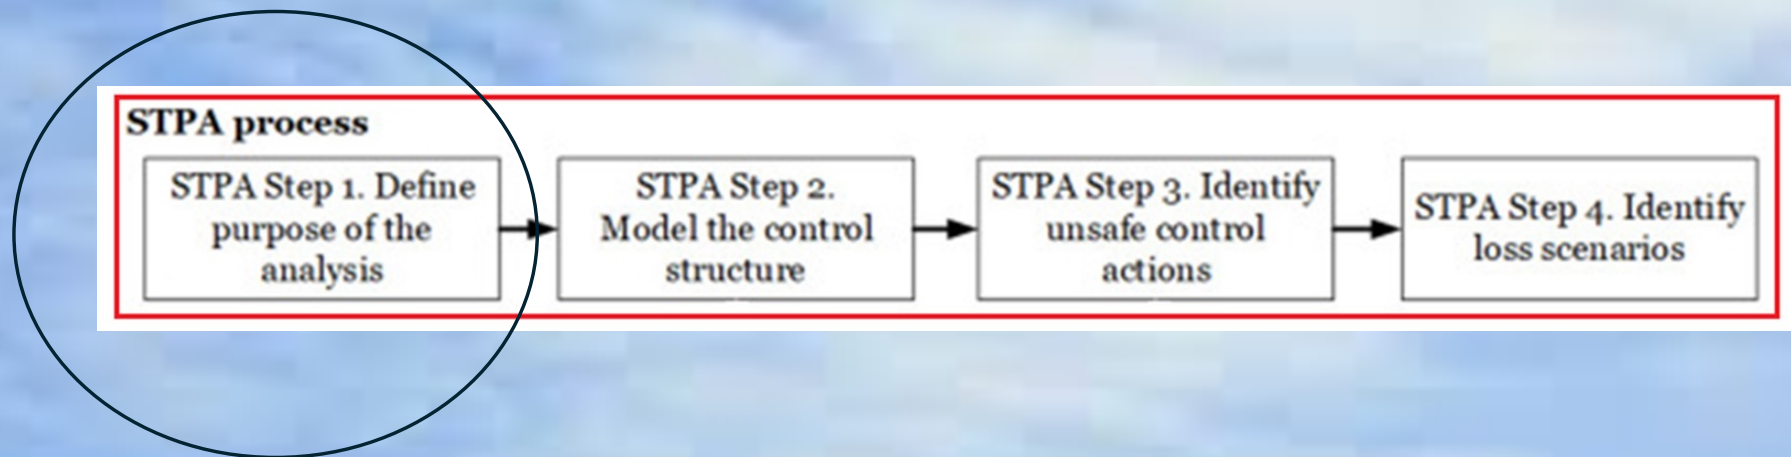 STPA process
STPA Step 1. Define
purpose of the
analysis
STPA Step 2.
Model the control
structure
STPA Step 3. Identify
unsafe control
actions
STPA Step 4. Identify
loss scenarios